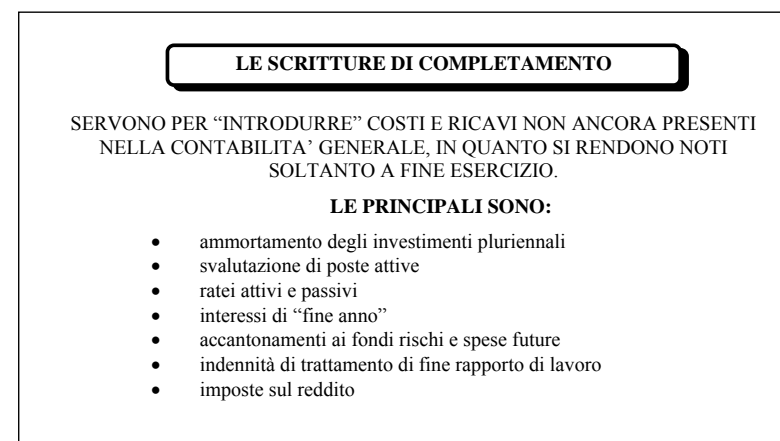 LE SCRITTURE DI COMPLETAMENTO
SERVONO PER “INTRODURRE” COSTI E RICAVI NON ANCORA PRESENTI
NELLA CONTABILITA’ GENERALE, IN QUANTO SI RENDONO NOTI
SOLTANTO A FINE ESERCIZIO.
LE PRINCIPALI SONO:
• ammortamento degli investimenti pluriennali
• svalutazione di poste attive
• ratei attivi e passivi
• interessi di “fine anno”
• accantonamenti ai fondi rischi e spese future
• indennità di trattamento di fine rapporto di lavoro
• imposte sul reddito